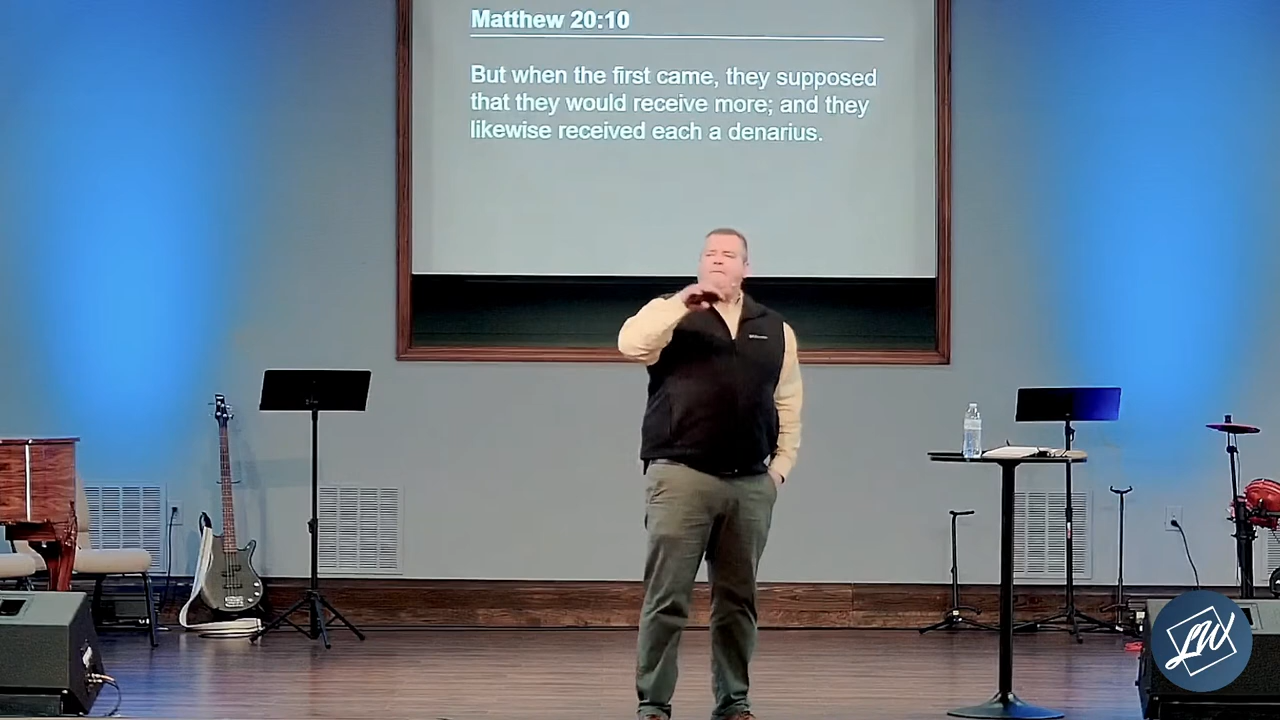 Matthew 20:10
But when the first came, they supposed
that they would receive more; and they
likewise received each a denarius.
LW